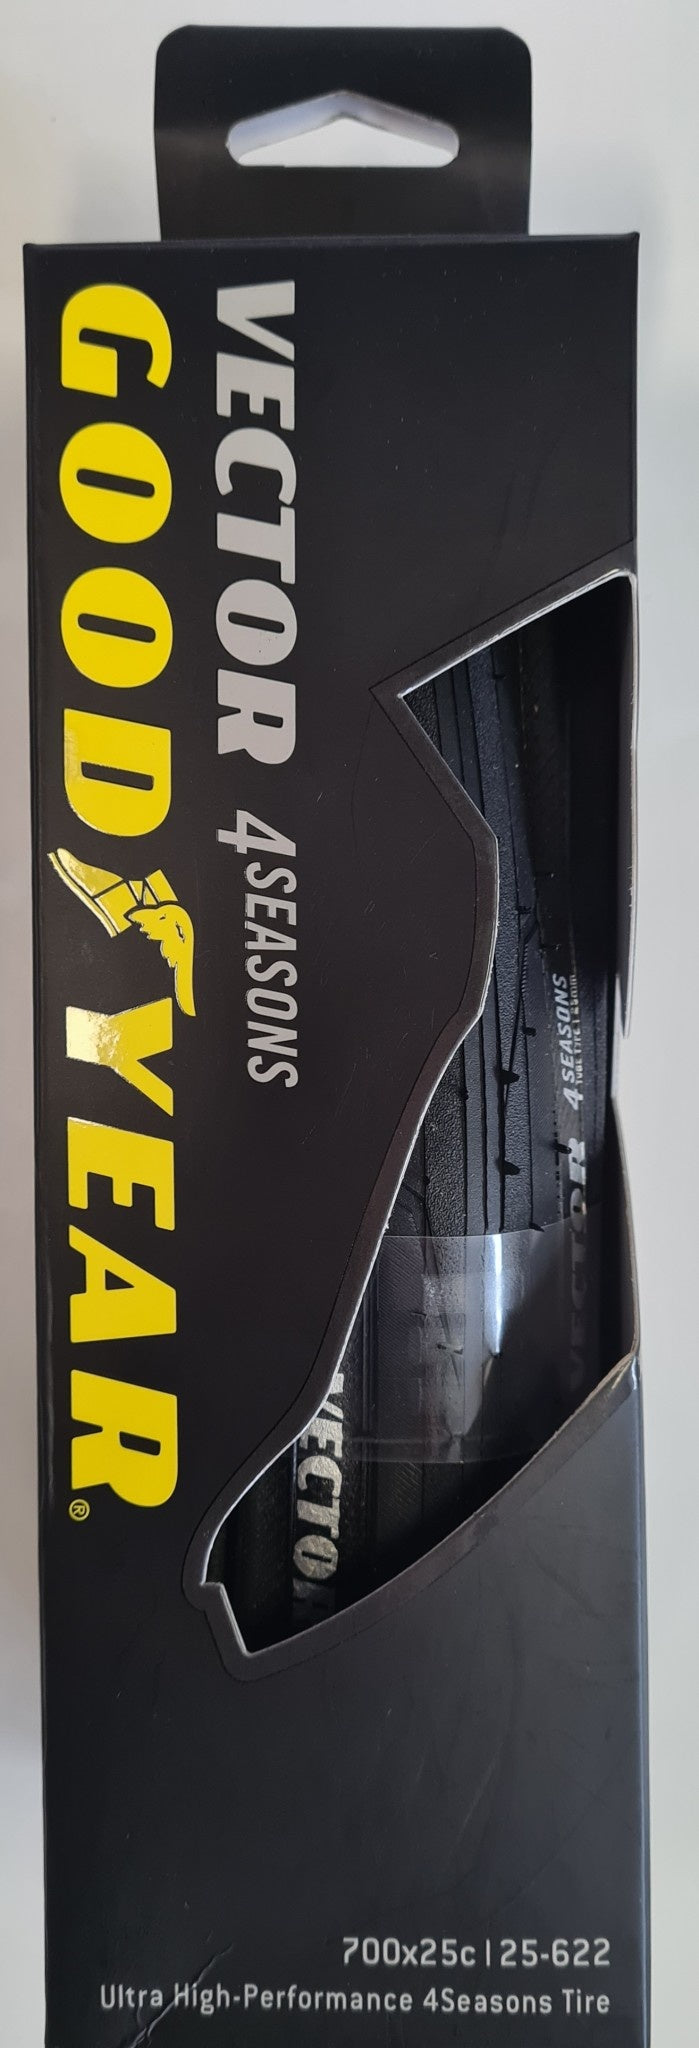 VECTOR 4SEASONS
GOODYEAR®
4 SEASONS
VECTOR
VECTOR
700x25c | 25-622
Ultra High-Performance 4Seasons Tire